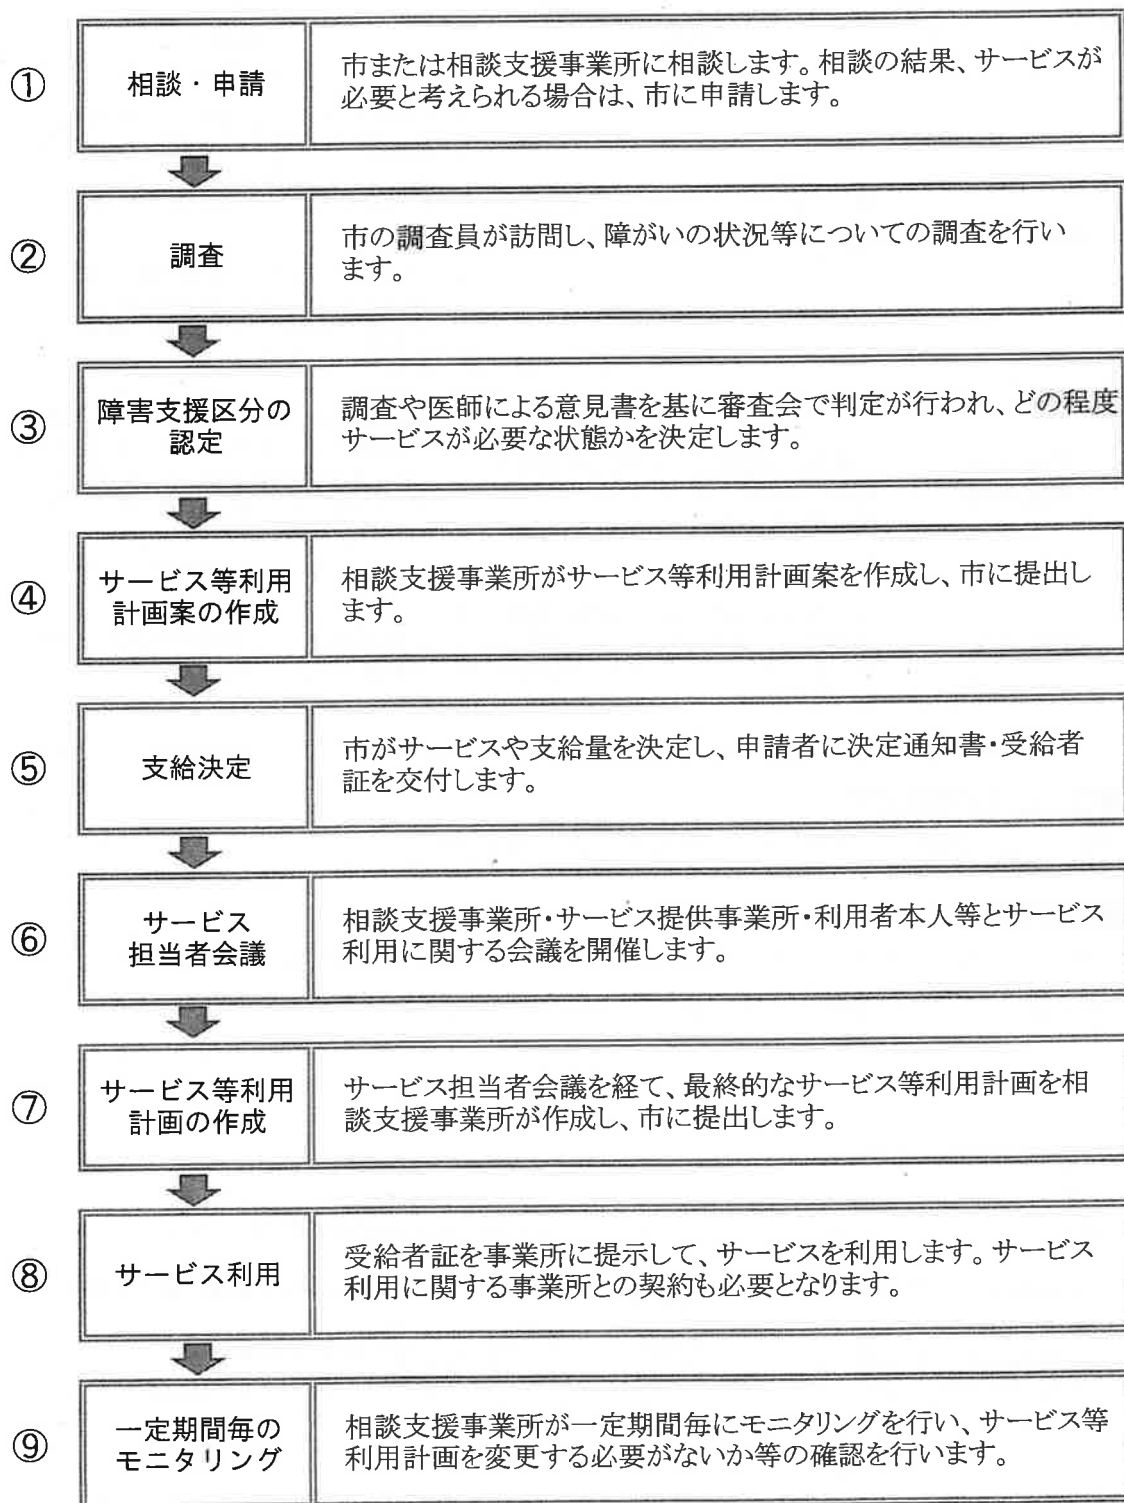 ①
相談・申請
市または相談支援事業所に相談します。相談の結果、サービスが
必要と考えられる場合は、市に申請します。
②
調査
市の調査員が訪問し、障がいの状況等についての調査を行い
ます。
③
障害支援区分の
認定
調査や医師による意見書を基に審査会で判定が行われ、どの程度
サービスが必要な状態かを決定します。
④
サービス等利用
計画案の作成
相談支援事業所がサービス等利用計画案を作成し、市に提出し
ます。
⑤
支給決定
市がサービスや支給量を決定し、申請者に決定通知書・受給者
証を交付します。
⑥
サービス
担当者会議
相談支援事業所・サービス提供事業所・利用者本人等とサービス
利用に関する会議を開催します。
⑦
サービス等利用
計画の作成
サービス担当者会議を経て、最終的なサービス等利用計画を相
談支援事業所が作成し、市に提出します。
⑧
サービス利用
受給者証を事業所に提示して、サービスを利用します。サービス
利用に関する事業所との契約も必要となります。
⑨
一定期間毎の
モニタリング
相談支援事業所が一定期間毎にモニタリングを行い、サービス等
利用計画を変更する必要がないか等の確認を行います。